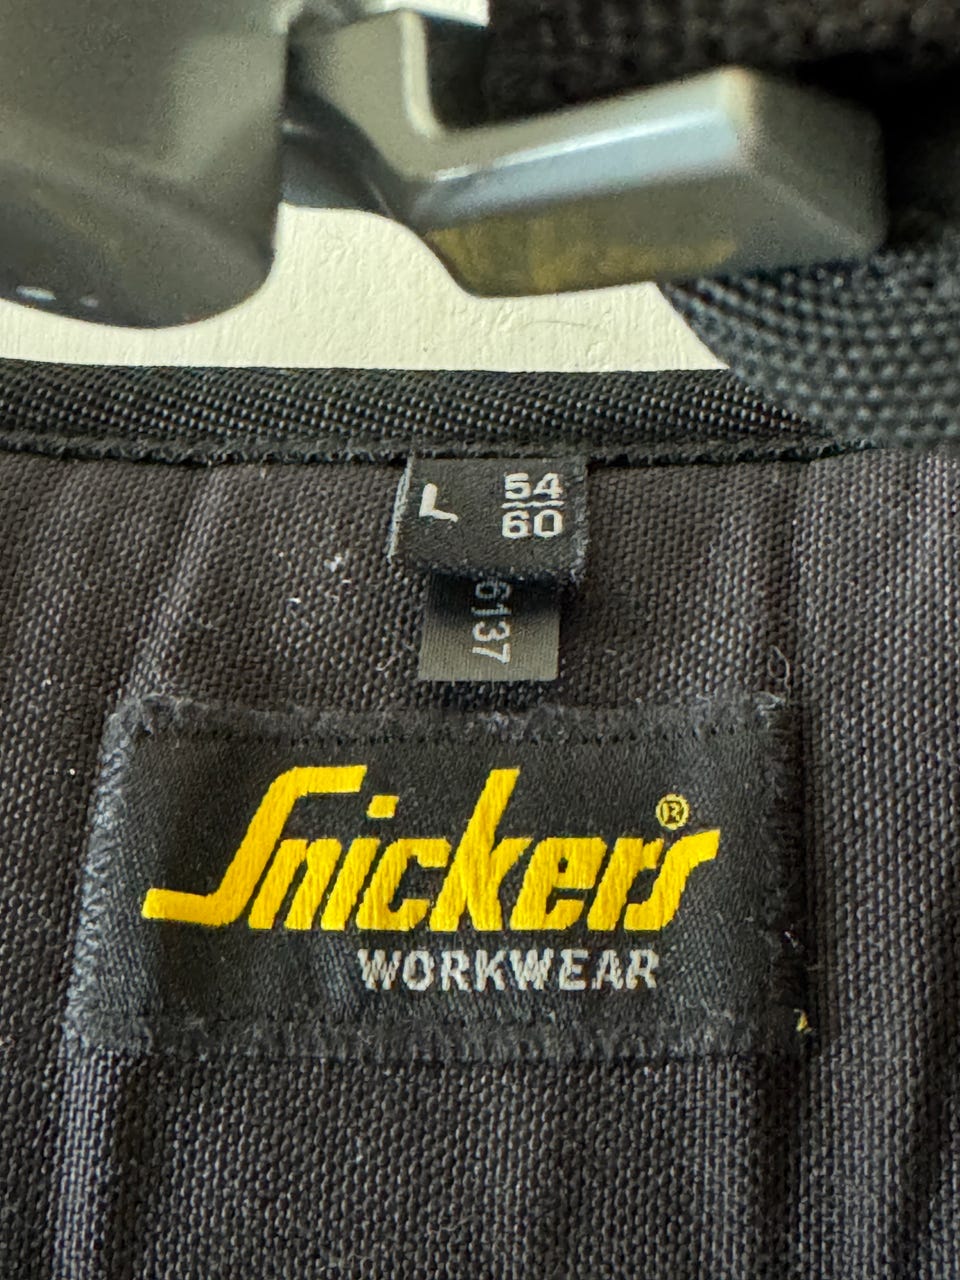 L 54
60
6137
Snickers®
WORKWEAR